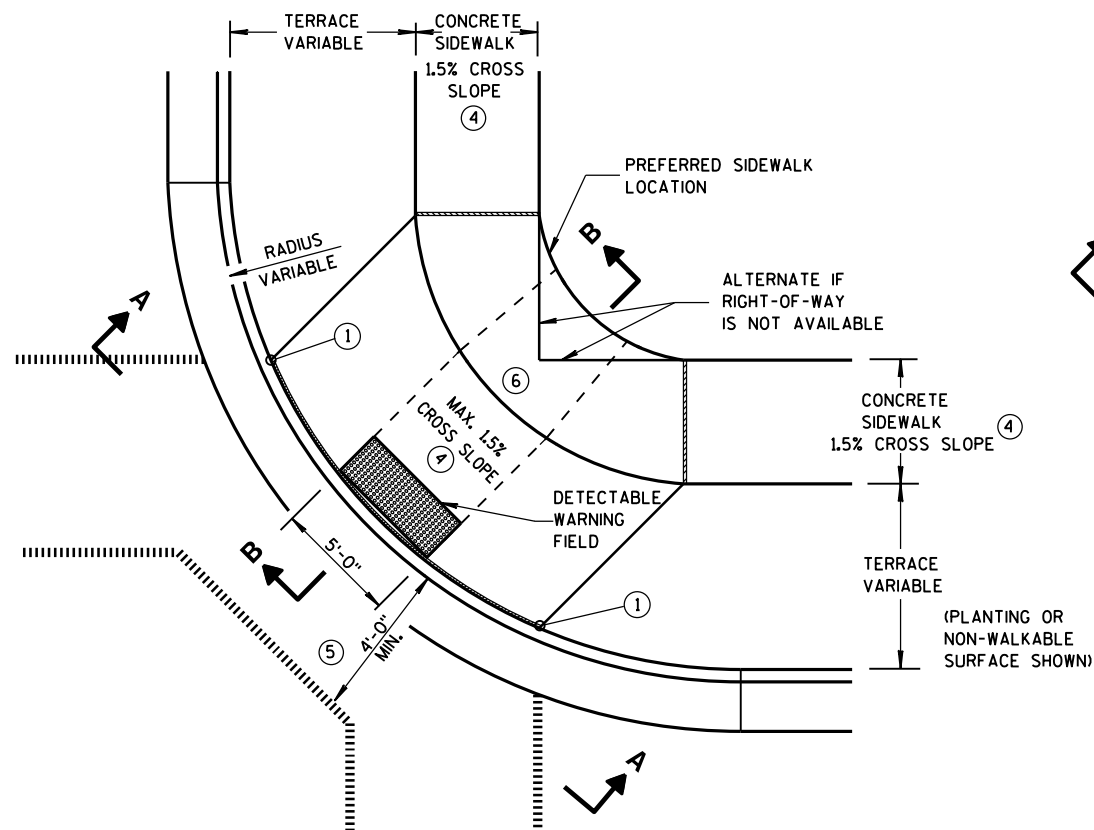 TERRACE
VARIABLE
CONCRETE
SIDEWALK
1.5% CROSS
SLOPE
4
PREFERRED SIDEWALK
LOCATION
B
RADIUS
VARIABLE
ALTERNATE IF
RIGHT-OF-WAY
IS NOT AVAILABLE
A
1
6
CONCRETE
SIDEWALK
1.5% CROSS SLOPE
4
MAX. 1.5%
CROSS SLOPE
4
DETECTABLE
WARNING
FIELD
B
5'-0"
TERRACE
VARIABLE
(PLANTING OR
NON-WALKABLE
SURFACE SHOWN)
1
4'-0"
MIN.
5
A